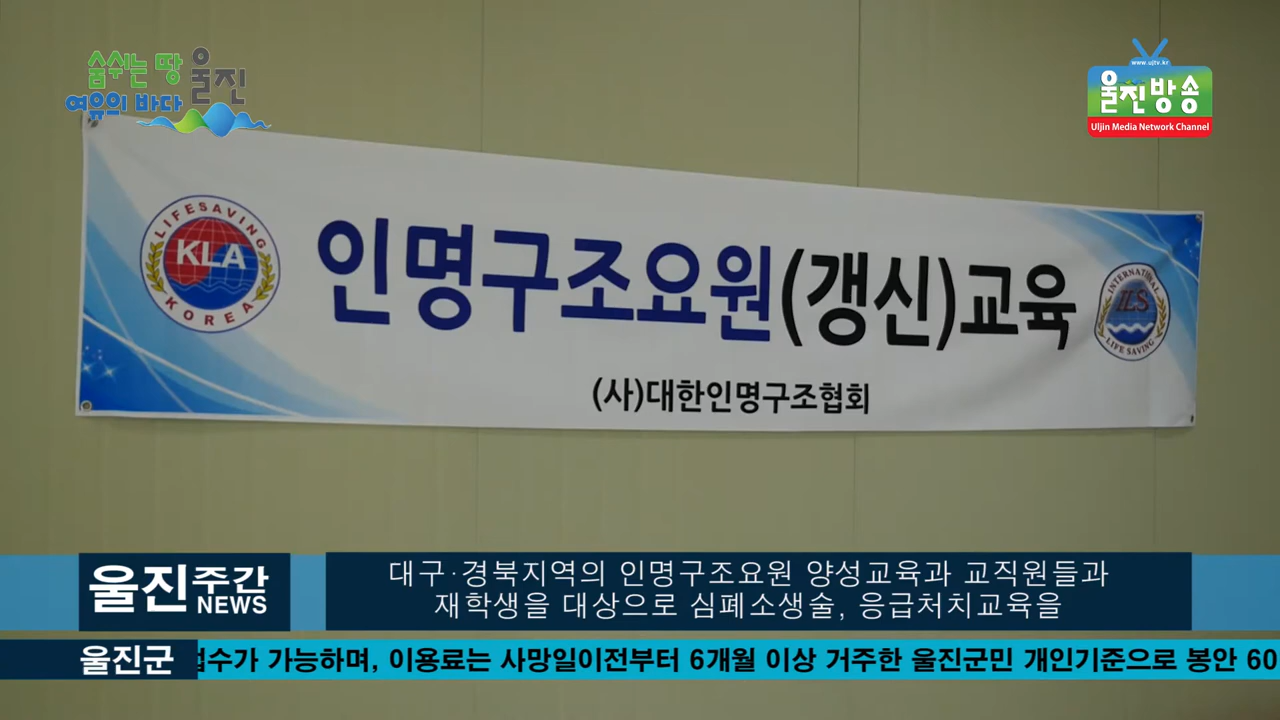 숨쉬는 땅
여유의 바다
울진
www.ujtv.kr
울진방송
Uljin Media Network Channel
LIFESAVING
KLA
KOREA
인명구조요원(갱신)교육
INTERNATIONAL
ILS
LIFE SAVING
(사)대한인명구조협회
울진주간
NEWS
대구·경북지역의 인명구조요원 양성교육과 교직원들과
재학생을 대상으로 심폐소생술, 응급처치교육을
울진군
가능하며, 이용료는 사망일이전부터 6개월 이상 거주한 울진군민 개인기준으로 봉안 60